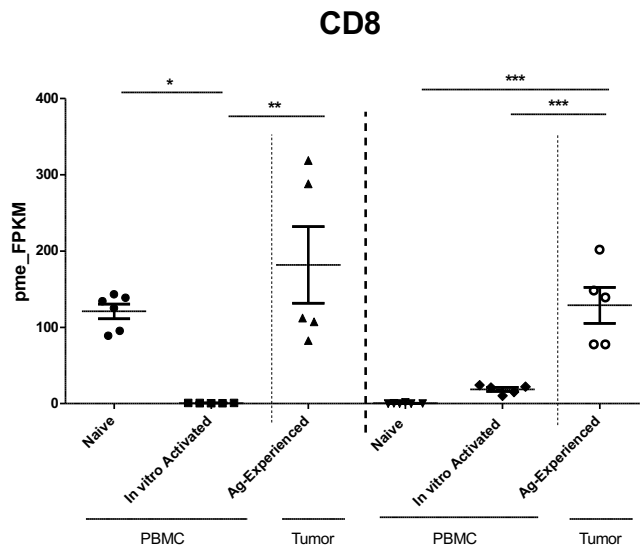 CD8
*
**
***
***
400
300
200
100
0
pme_FPKM
Naive
In vitro Activated
Ag-Experienced
Naive
In vitro Activated
Ag-Experienced
PBMC
Tumor
PBMC
Tumor